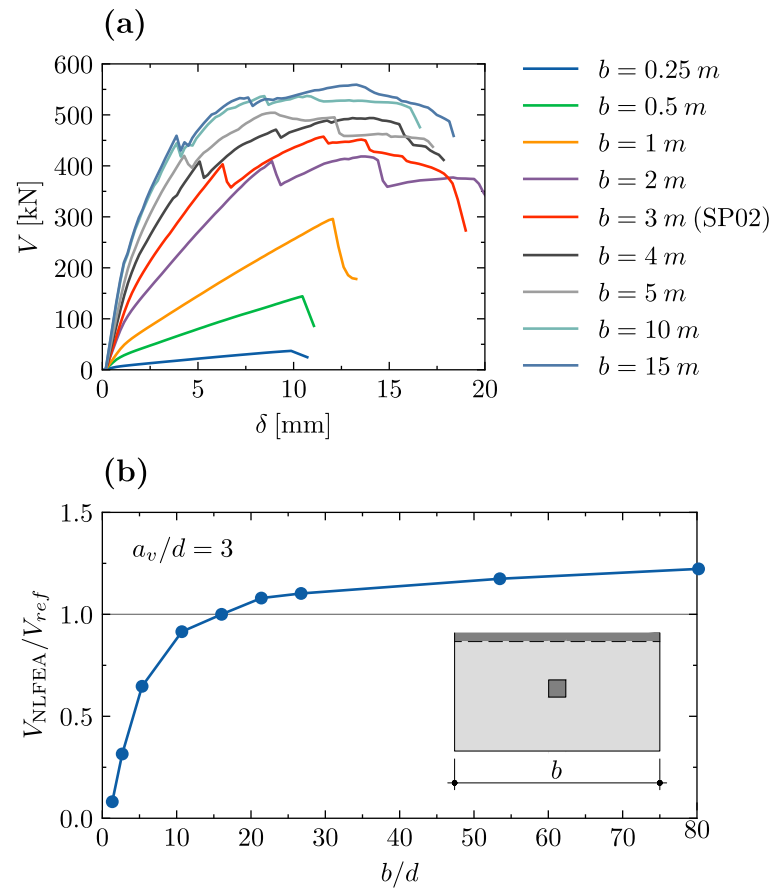 (a)
600
500
400
300
200
100
0
V [kN]
0 5 10 15 20
δ [mm]
b = 0.25 m
b = 0.5 m
b = 1 m
b = 2 m
b = 3 m (SP02)
b = 4 m
b = 5 m
b = 10 m
b = 15 m
(b)
1.5
1.0
0.5
0.0
V_NLFEA/V_ref
a_v/d = 3
b
0 10 20 30 40 50 60 70 80
b/d